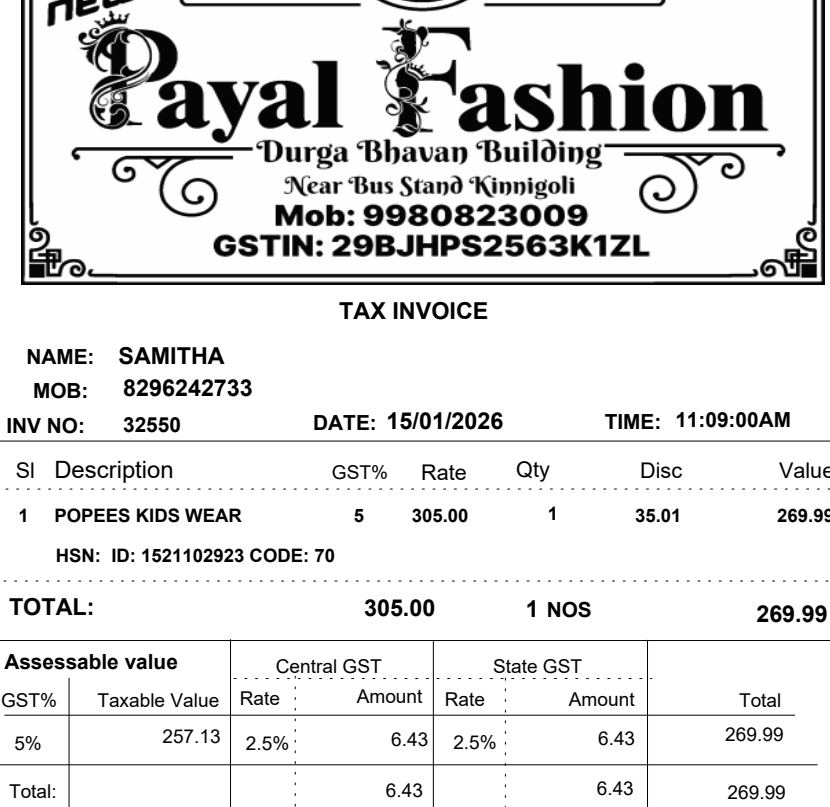 new
Payal Fashion
Durga Bhavan Building
Near Bus Stand Kinnigoli
Mob: 9980823009
GSTIN: 29BJHPS2563K1ZL
TAX INVOICE
NAME: SAMITHA
MOB: 8296242733
INV NO: 32550 DATE: 15/01/2026 TIME: 11:09:00AM
Sl Description GST% Rate Qty Disc Value
1 POPEES KIDS WEAR 5 305.00 1 35.01 269.99
HSN: ID: 1521102923 CODE: 70
TOTAL: 305.00 1 NOS 269.99
Assessable value Central GST State GST
GST% Taxable Value Rate Amount Rate Amount Total
5% 257.13 2.5% 6.43 2.5% 6.43 269.99
Total: 6.43 6.43 269.99